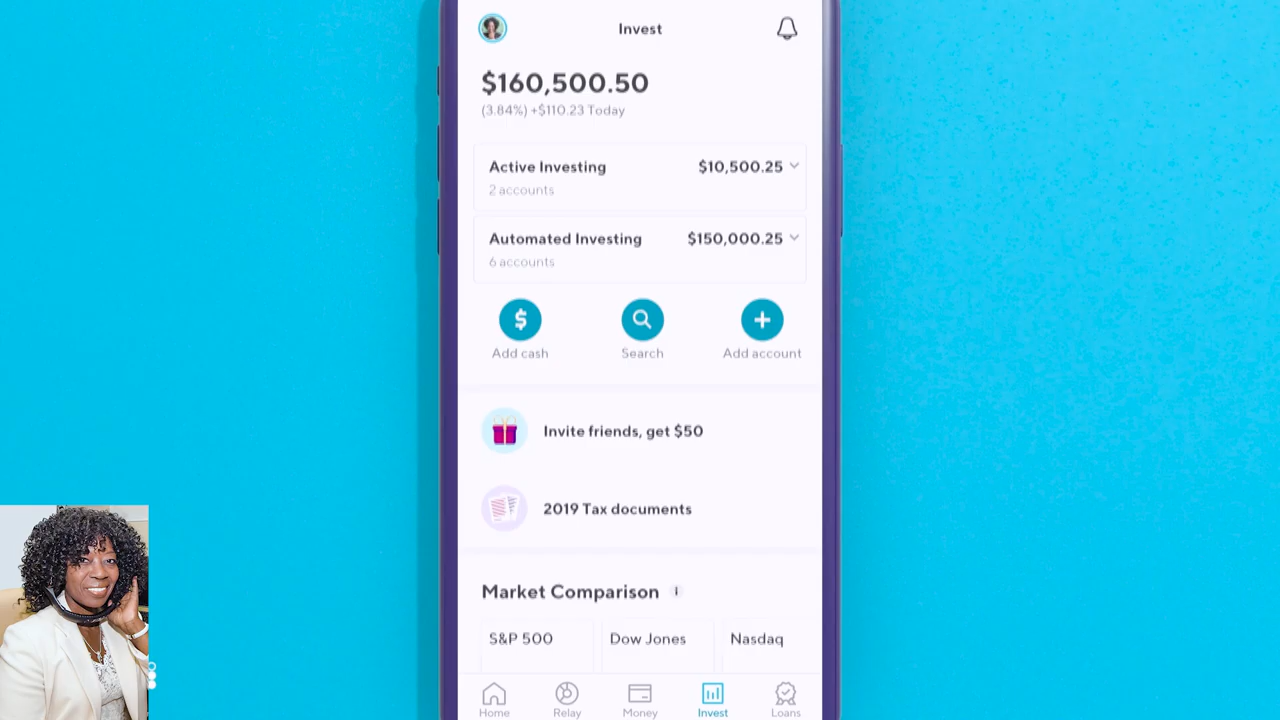 Invest
$160,500.50
(3.84%) +$110.23 Today
Active Investing $10,500.25
2 accounts
Automated Investing $150,000.25
6 accounts
$
Add cash Search Add account
Invite friends, get $50
2019 Tax documents
Market Comparison i
S&P 500 Dow Jones Nasdaq
Home Relay Money Invest Loans